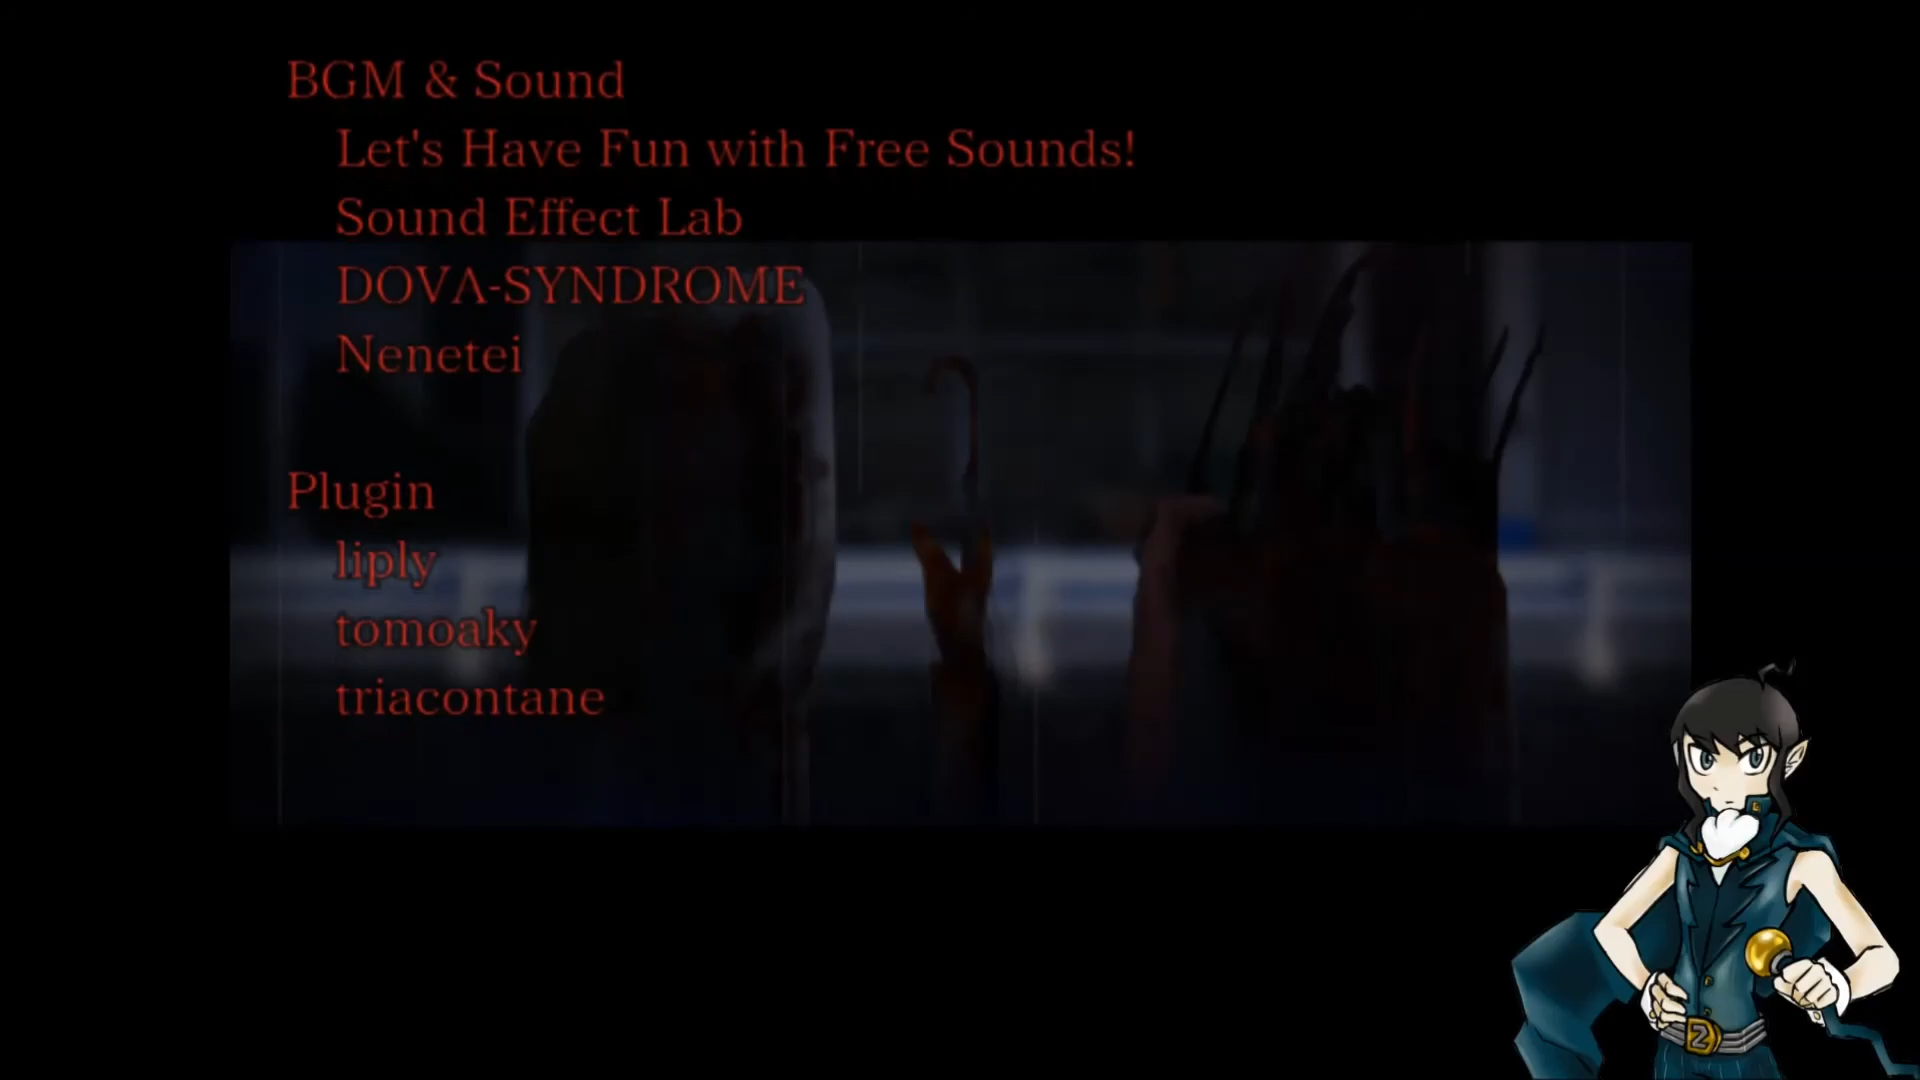 BGM & Sound
Let's Have Fun with Free Sounds!
Sound Effect Lab
DOVA-SYNDROME
Nenetei
Plugin
liply
tomoaky
triacontane
Z